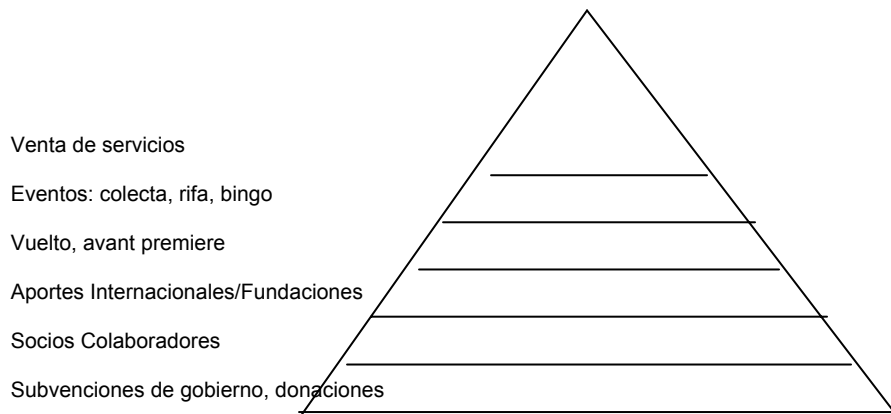 Venta de servicios
Eventos: colecta, rifa, bingo
Vuelto, avant premiere
Aportes Internacionales/Fundaciones
Socios Colaboradores
Subvenciones de gobierno, donaciones